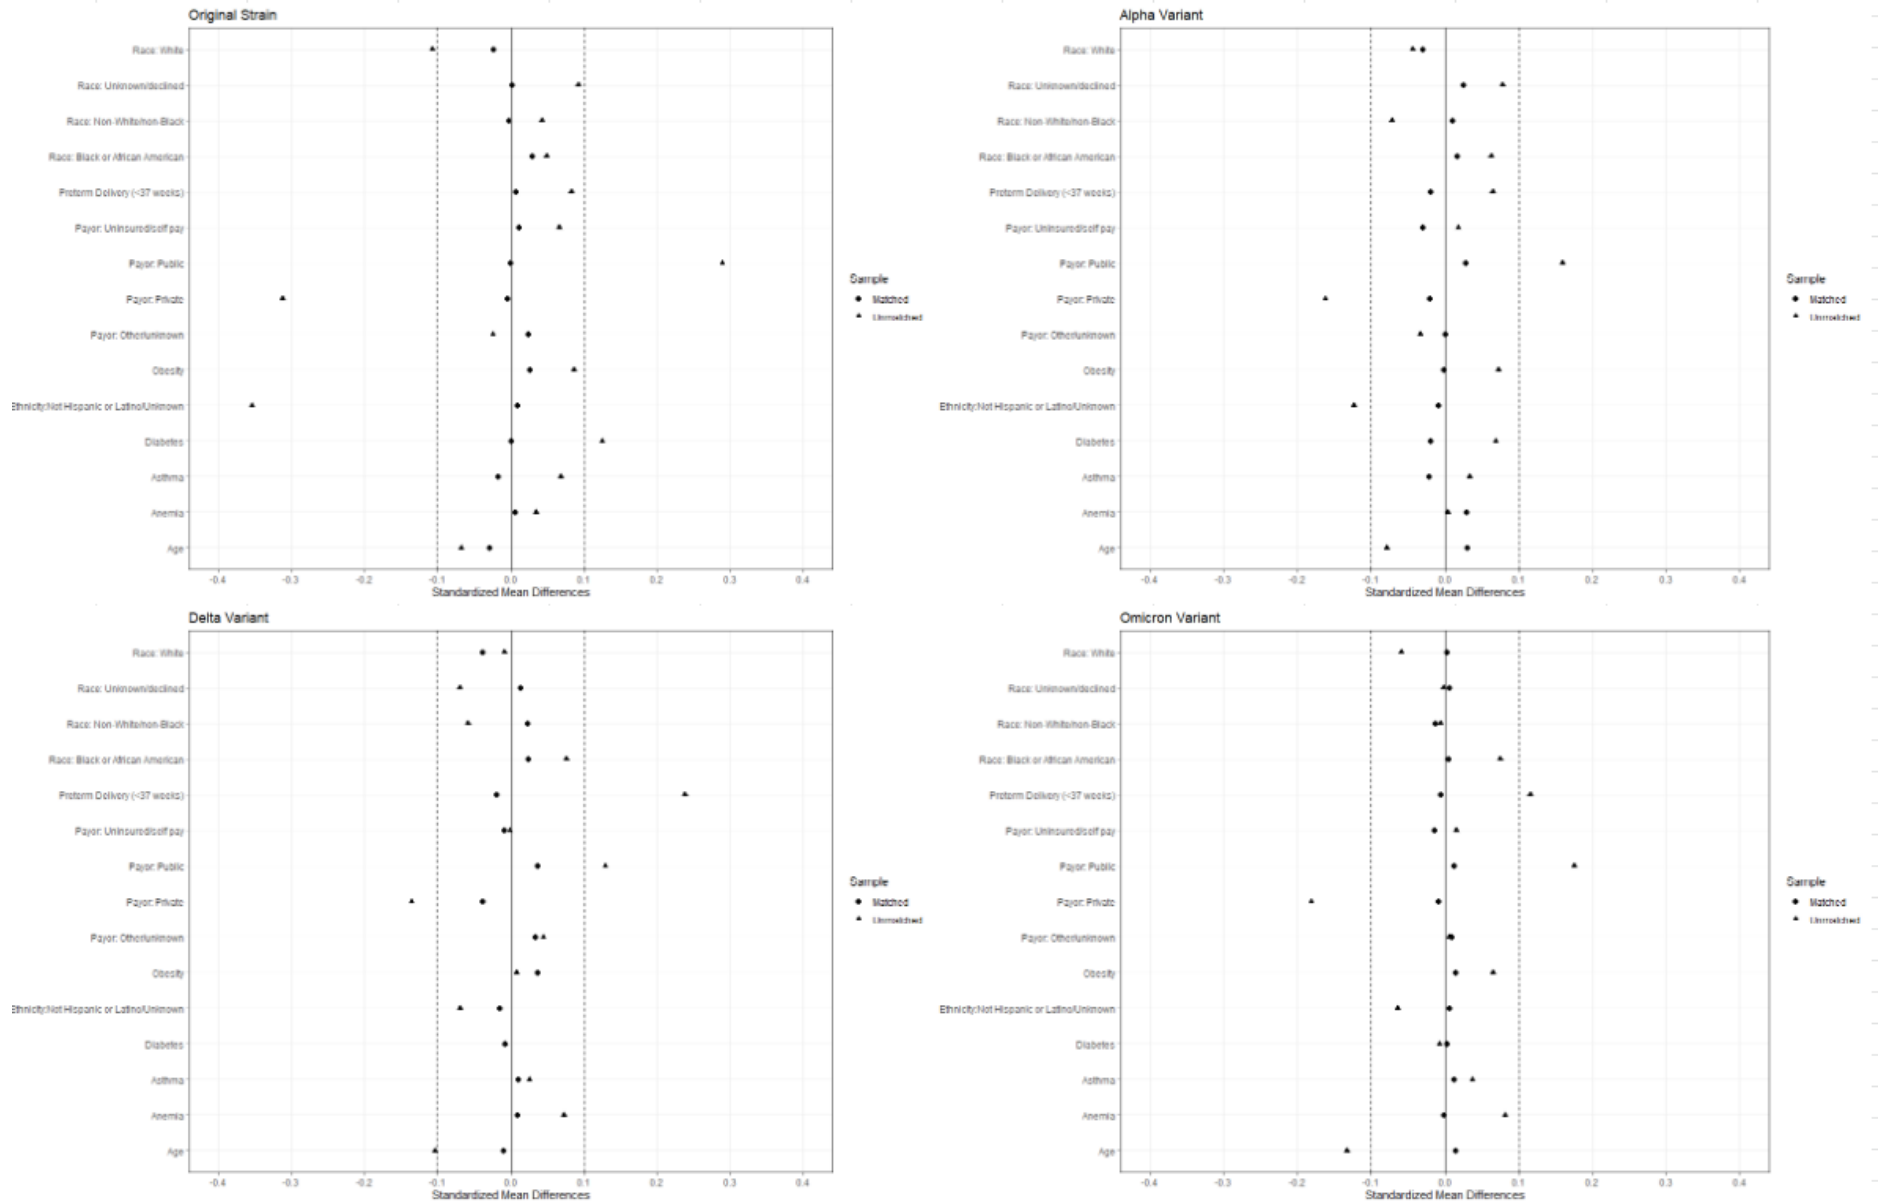 Original Strain
Race: White
Race: Unknown/declined
Race: Non-White/non-Black
Race: Black or African American
Preterm Delivery (<37 weeks)
Payor: Uninsured/self pay
Payor: Public
Payor: Private
Payor: Other/unknown
Obesity
Ethnicity:Not Hispanic or Latino/Unknown
Diabetes
Asthma
Anemia
Age
-0.4 -0.3 -0.2 -0.1 0.0 0.1 0.2 0.3 0.4
Standardized Mean Differences
Sample
Matched
Unmatched
Alpha Variant
Race: White
Race: Unknown/declined
Race: Non-White/non-Black
Race: Black or African American
Preterm Delivery (<37 weeks)
Payor: Uninsured/self pay
Payor: Public
Payor: Private
Payor: Other/unknown
Obesity
Ethnicity:Not Hispanic or Latino/Unknown
Diabetes
Asthma
Anemia
Age
-0.4 -0.3 -0.2 -0.1 0.0 0.1 0.2 0.3 0.4
Standardized Mean Differences
Sample
Matched
Unmatched
Delta Variant
Race: White
Race: Unknown/declined
Race: Non-White/non-Black
Race: Black or African American
Preterm Delivery (<37 weeks)
Payor: Uninsured/self pay
Payor: Public
Payor: Private
Payor: Other/unknown
Obesity
Ethnicity:Not Hispanic or Latino/Unknown
Diabetes
Asthma
Anemia
Age
-0.4 -0.3 -0.2 -0.1 0.0 0.1 0.2 0.3 0.4
Standardized Mean Differences
Sample
Matched
Unmatched
Omicron Variant
Race: White
Race: Unknown/declined
Race: Non-White/non-Black
Race: Black or African American
Preterm Delivery (<37 weeks)
Payor: Uninsured/self pay
Payor: Public
Payor: Private
Payor: Other/unknown
Obesity
Ethnicity:Not Hispanic or Latino/Unknown
Diabetes
Asthma
Anemia
Age
-0.4 -0.3 -0.2 -0.1 0.0 0.1 0.2 0.3 0.4
Standardized Mean Differences
Sample
Matched
Unmatched